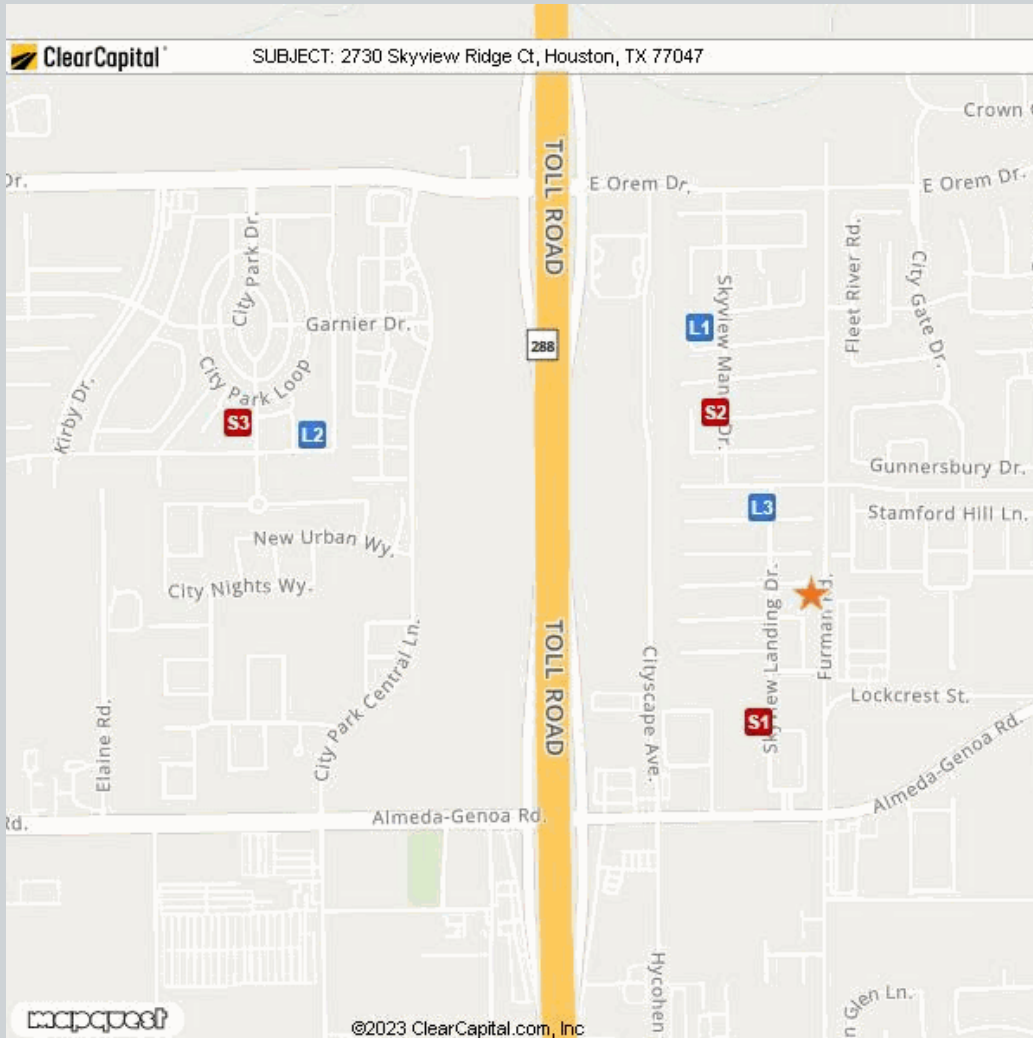 ClearCapital
SUBJECT: 2730 Skyview Ridge Ct, Houston, TX 77047
Crown
TOLL ROAD
Dr.
E Orem Dr.
E Orem Dr.
City Park Dr.
Fleet River Rd.
City Gate Dr.
Skyview Man Dr.
L1
Garnier Dr.
288
City Park Loop
Kirby Dr.
S3
L2
S2
Gunnersbury Dr.
L3
Stamford Hill Ln.
New Urban Wy.
City Nights Wy.
Skyview Landing Dr.
Furman Rd.
TOLL ROAD
City Park Central Ln.
Cityscape Ave.
Elaine Rd.
Lockcrest St.
S1
Almeda-Genoa Rd.
Rd.
Almeda-Genoa Rd.
Hycohen
n Glen Ln.
mapquest
©2023 ClearCapital.com, Inc